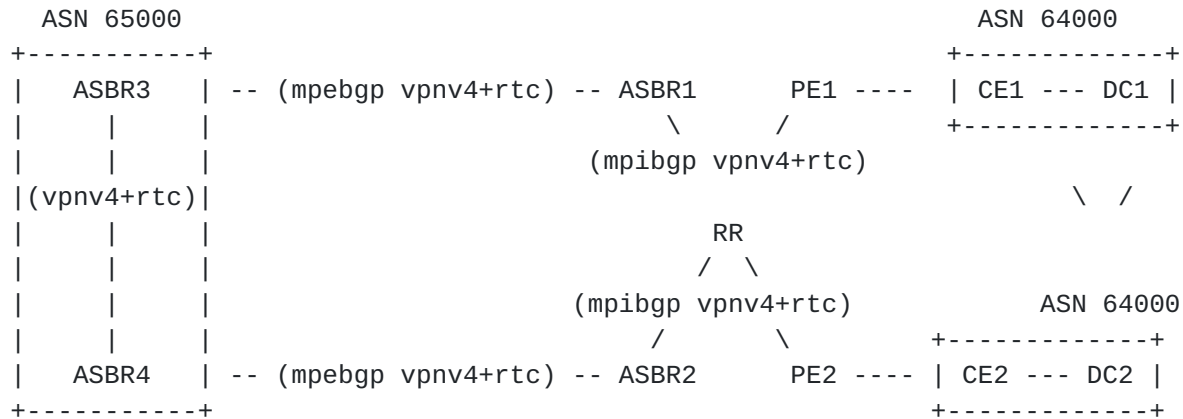 ASN 65000 ASN 64000
ASBR3 -- (mpebgp vpnv4+rtc) -- ASBR1 PE1 ---- CE1 --- DC1
(mpibgp vpnv4+rtc)
(vpnv4+rtc)
RR
(mpibgp vpnv4+rtc) ASN 64000
ASBR4 -- (mpebgp vpnv4+rtc) -- ASBR2 PE2 ---- CE2 --- DC2